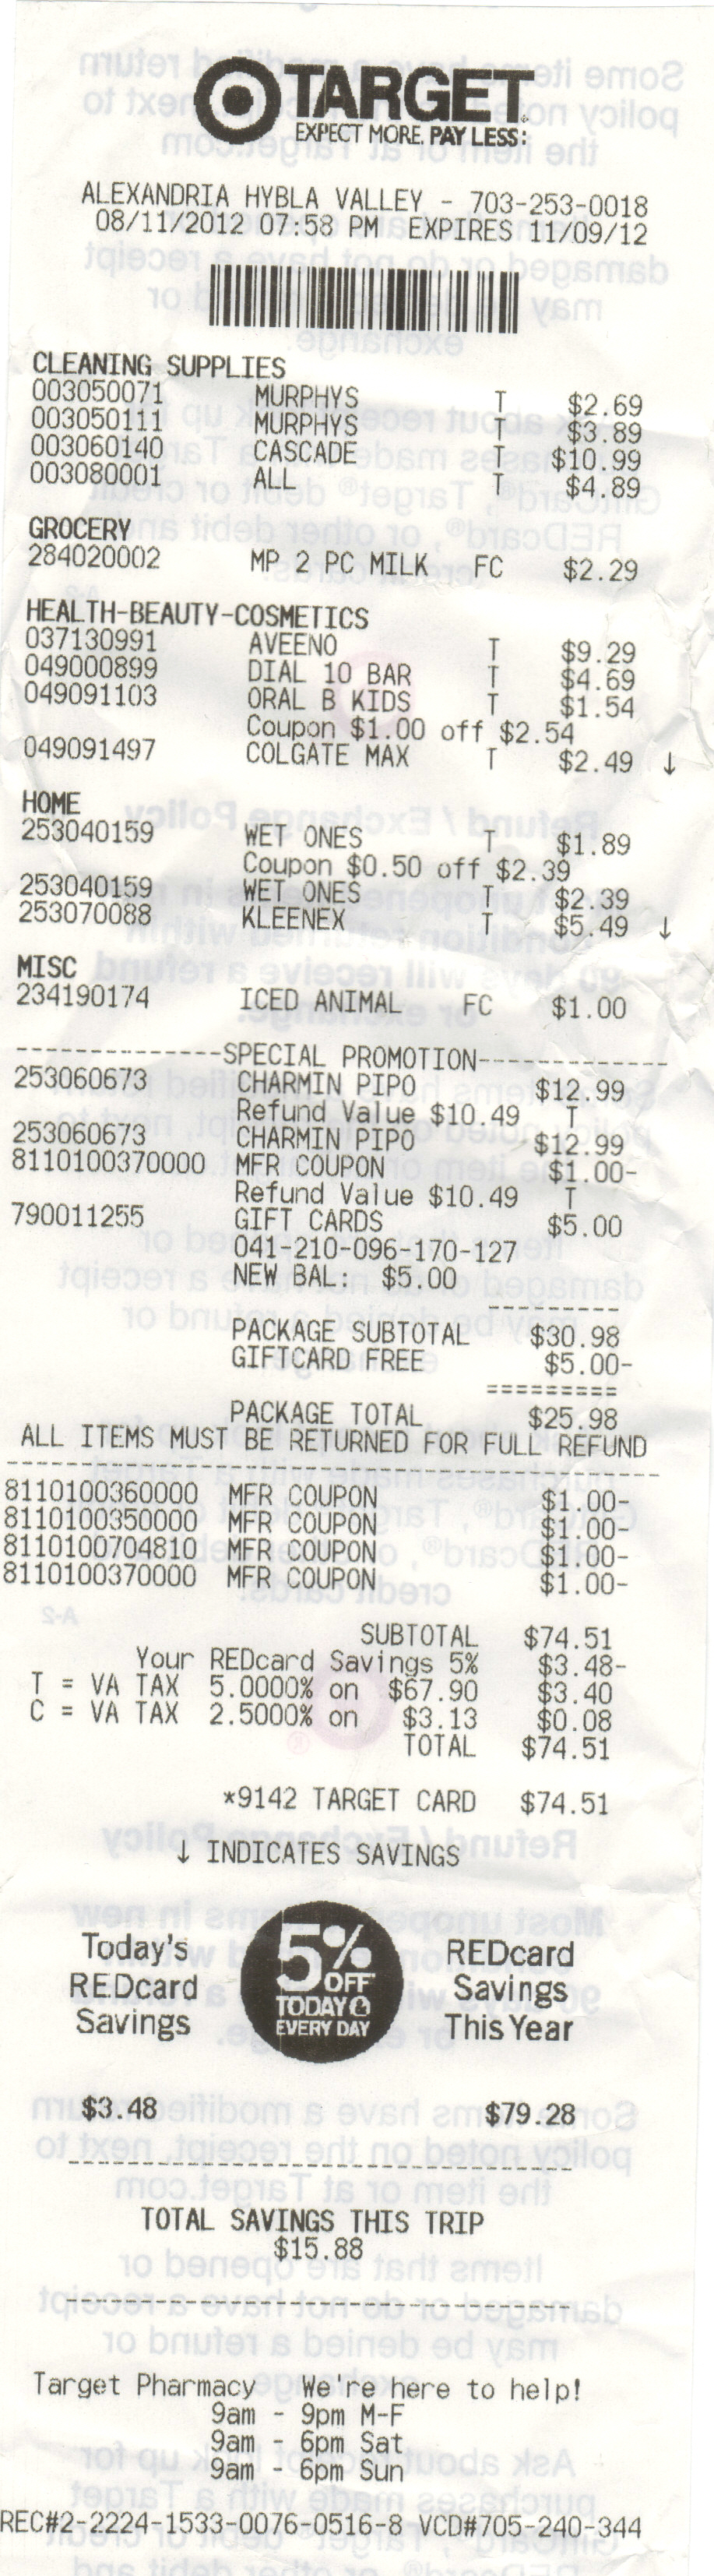 TARGET
EXPECT MORE. PAY LESS.
ALEXANDRIA HYBLA VALLEY - 703-253-0018
08/11/2012 07:58 PM EXPIRES 11/09/12
CLEANING SUPPLIES
003050071 MURPHYS T $2.69
003050111 MURPHYS T $3.89
003060140 CASCADE T $10.99
003080001 ALL T $4.89
GROCERY
284020002 MP 2 PC MILK FC $2.29
HEALTH-BEAUTY-COSMETICS
037130991 AVEENO T $9.29
049000899 DIAL 10 BAR T $4.69
049091103 ORAL B KIDS T $1.54
Coupon $1.00 off $2.54
049091497 COLGATE MAX T $2.49 ↓
HOME
253040159 WET ONES T $1.89
Coupon $0.50 off $2.39
253040159 WET ONES T $2.39
253070088 KLEENEX T $5.49 ↓
MISC
234190174 ICED ANIMAL FC $1.00
--------------SPECIAL PROMOTION-------------
253060673 CHARMIN PIPO $12.99
Refund Value $10.49 T
253060673 CHARMIN PIPO $12.99
8110100370000 MFR COUPON $1.00-
Refund Value $10.49 T
790011255 GIFT CARDS $5.00
041-210-096-170-127
NEW BAL: $5.00
---------
PACKAGE SUBTOTAL $30.98
GIFTCARD FREE $5.00-
=========
PACKAGE TOTAL $25.98
ALL ITEMS MUST BE RETURNED FOR FULL REFUND
--------------------------------------------
8110100360000 MFR COUPON $1.00-
8110100350000 MFR COUPON $1.00-
8110100704810 MFR COUPON $1.00-
8110100370000 MFR COUPON $1.00-
SUBTOTAL $74.51
Your REDcard Savings 5% $3.48-
T = VA TAX 5.0000% on $67.90 $3.40
C = VA TAX 2.5000% on $3.13 $0.08
TOTAL $74.51
*9142 TARGET CARD $74.51
↓ INDICATES SAVINGS
Today's REDcard Savings
5% OFF TODAY & EVERY DAY
REDcard Savings This Year
$3.48 $79.28
TOTAL SAVINGS THIS TRIP
$15.88
Target Pharmacy We're here to help!
9am - 9pm M-F
9am - 6pm Sat
9am - 6pm Sun
REC#2-2224-1533-0076-0516-8 VCD#705-240-344